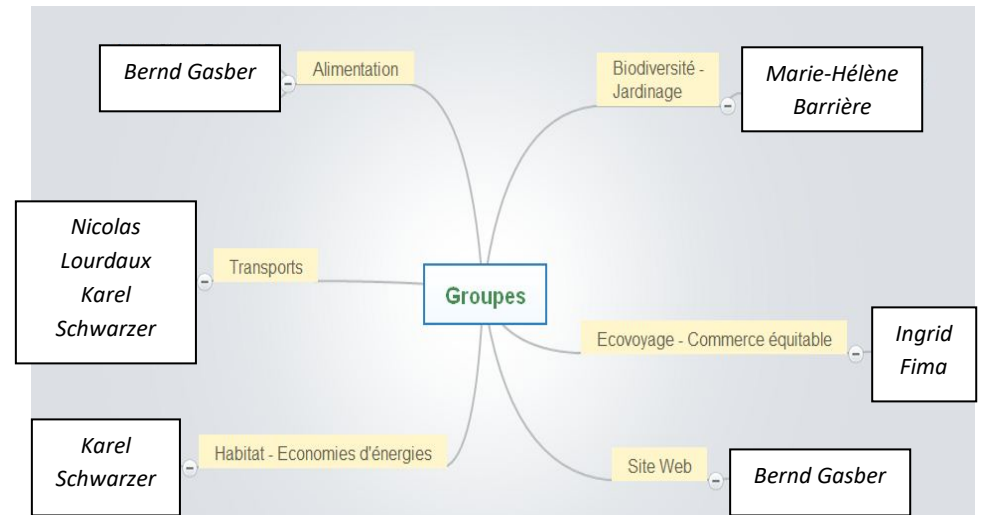 Bernd Gasber
Alimentation
Biodiversité -
Jardinage
Marie-Hélène
Barrière
Nicolas
Lourdaux
Karel
Schwarzer
Transports
Groupes
Ecovoyage - Commerce équitable
Ingrid
Fima
Karel
Schwarzer
Habitat - Economies d'énergies
Site Web
Bernd Gasber